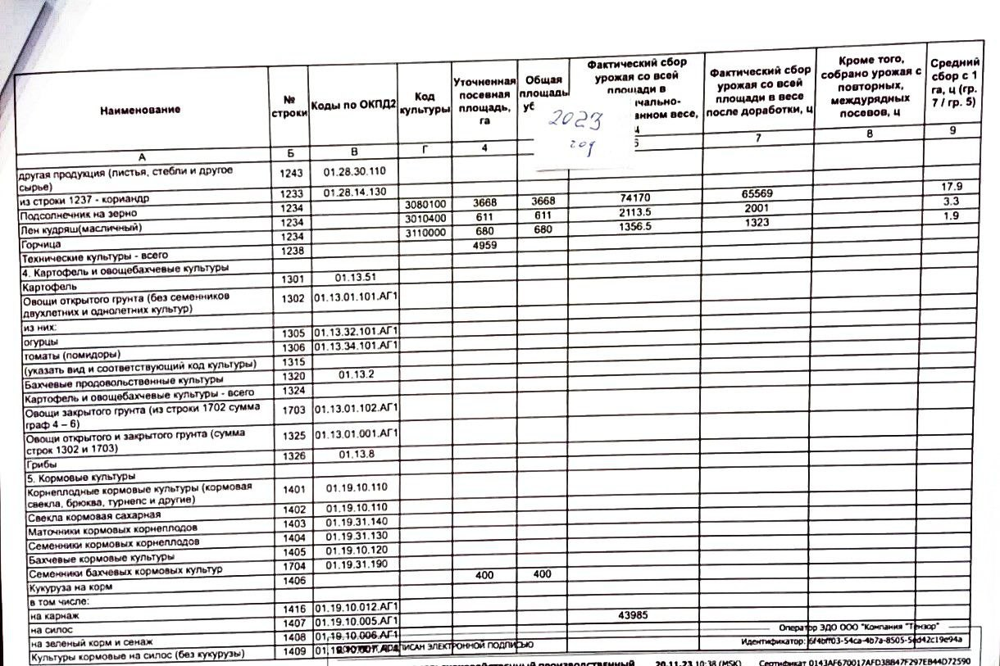 Наименование | № строки | Коды по ОКПД2 | Код культуры | Уточненная посевная площадь, га | Общая площадь | Фактический сбор урожая со всей площади в чально- анном весе, | Фактический сбор урожая со всей площади в весе после доработки, ц | Кроме того, собрано урожая с повторных, междурядных посевов, ц | Средний сбор с 1 га, ц (гр. 7 / гр. 5)
2023 год
А | Б | В | Г | 4 | 6 | 7 | 8 | 9
другая продукция (листья, стебли и другое сырье) | 1243 | 01.28.30.110
из строки 1237 - кориандр | 1233 | 01.28.14.130
Подсолнечник на зерно | 1234 | 3080100 | 3668 | 3668 | 74170 | 65569 | 17.9
Лен кудряш(масличный) | 1234 | 3010400 | 611 | 611 | 2113.5 | 2001 | 3.3
Горчица | 1234 | 3110000 | 680 | 680 | 1356.5 | 1323 | 1.9
Технические культуры - всего | 1238 | 4959
4. Картофель и овощебахчевые культуры
Картофель | 1301 | 01.13.51
Овощи открытого грунта (без семенников двухлетних и однолетних культур) | 1302 | 01.13.01.101.АГ1
из них:
огурцы | 1305 | 01.13.32.101.АГ1
томаты (помидоры) | 1306 | 01.13.34.101.АГ1
(указать вид и соответствующий код культуры) | 1315
Бахчевые продовольственные культуры | 1320 | 01.13.2
Картофель и овощебахчевые культуры - всего | 1324
Овощи закрытого грунта (из строки 1702 сумма граф 4 – 6) | 1703 | 01.13.01.102.АГ1
Овощи открытого и закрытого грунта (сумма строк 1302 и 1703) | 1325 | 01.13.01.001.АГ1
Грибы | 1326 | 01.13.8
5. Кормовые культуры
Корнеплодные кормовые культуры (кормовая свекла, брюква, турнепс и другие) | 1401 | 01.19.10.110
Свекла кормовая сахарная | 1402 | 01.19.10.110
Маточники кормовых корнеплодов | 1403 | 01.19.31.140
Семенники кормовых корнеплодов | 1404 | 01.19.31.130
Бахчевые кормовые культуры | 1405 | 01.19.10.120
Семенники бахчевых кормовых культур | 1704 | 01.19.31.190
Кукуруза на корм | 1406 | 400 | 400
в том числе:
на карнаж | 1416 | 01.19.10.012.АГ1
на силос | 1407 | 01.19.10.005.АГ1 | 43985
на зеленый корм и сенаж | 1408 | 01.19.10.006.АГ1
Культуры кормовые на силос (без кукурузы) | 1409 | 01.19.10.007.АГ1
Оператор ЭДО ООО "Компания "Тензор"
ДОКУМЕНТ ПОДПИСАН ЭЛЕКТРОННОЙ ПОДПИСЬЮ
Идентификатор: 6f4bff03-54ca-4b7a-8505-5ed42c19e94a
ПРОИЗВОДСТВЕННЫЙ 20.11.23 10:38 (MSK) Сертификат 0143AF670017AFD38B47F297EB44D72590